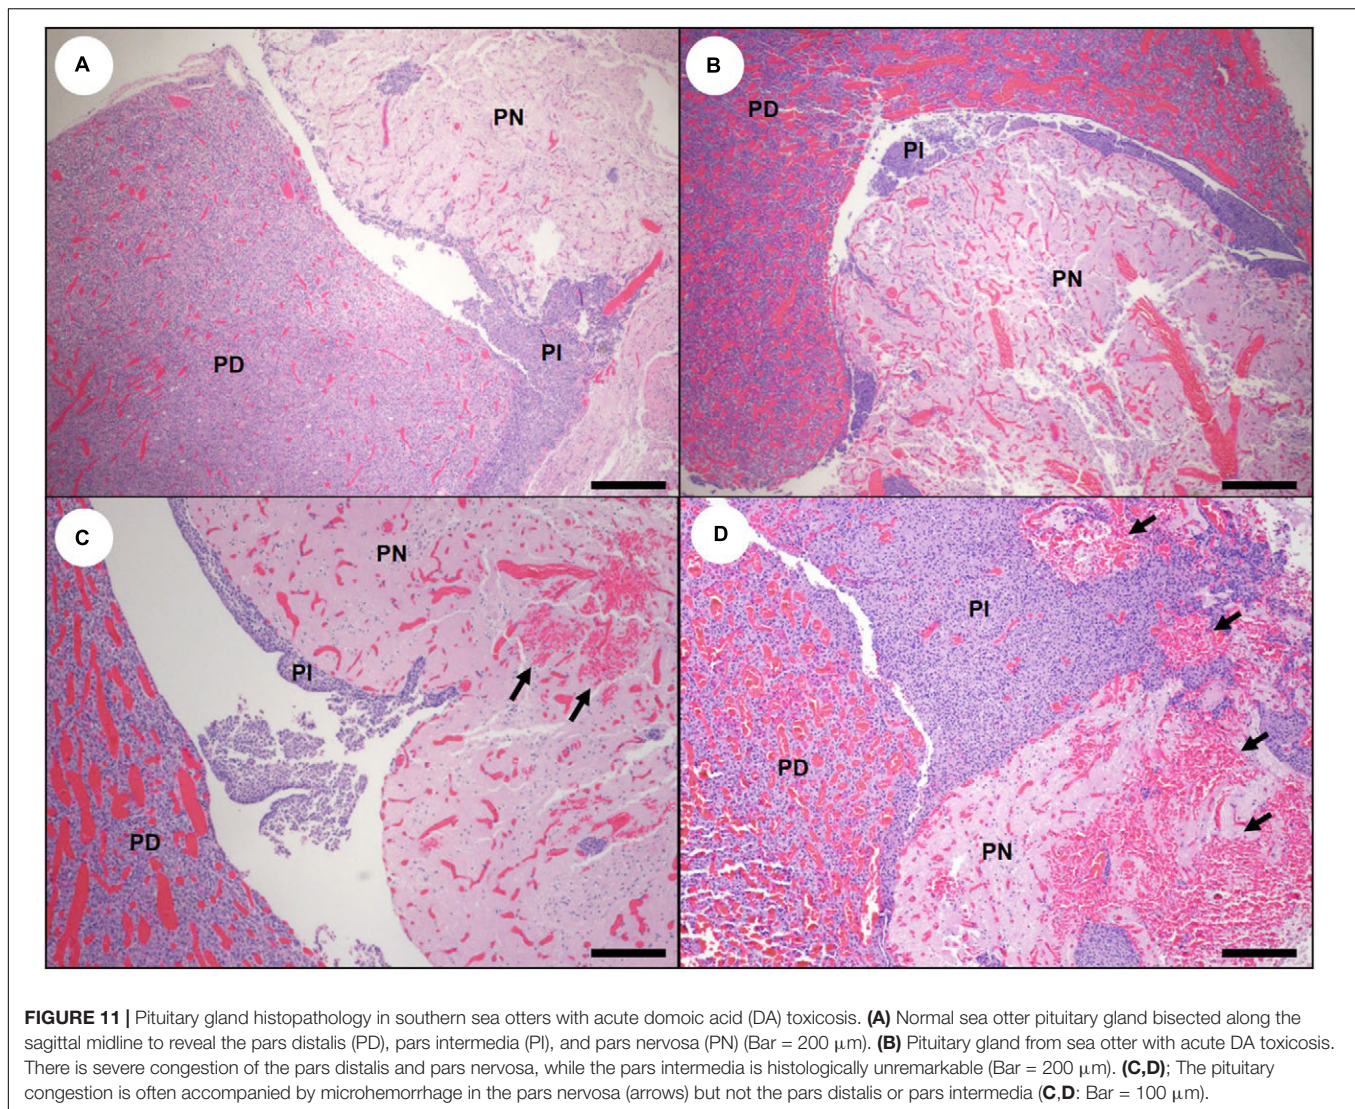 A
PN
PD
PI
B
PD
PI
PN
C
PN
PI
PD
D
PI
PD
PN
FIGURE 11 | Pituitary gland histopathology in southern sea otters with acute domoic acid (DA) toxicosis. (A) Normal sea otter pituitary gland bisected along the
sagittal midline to reveal the pars distalis (PD), pars intermedia (PI), and pars nervosa (PN) (Bar = 200 μm). (B) Pituitary gland from sea otter with acute DA toxicosis.
There is severe congestion of the pars distalis and pars nervosa, while the pars intermedia is histologically unremarkable (Bar = 200 μm). (C,D); The pituitary
congestion is often accompanied by microhemorrhage in the pars nervosa (arrows) but not the pars distalis or pars intermedia (C,D: Bar = 100 μm).